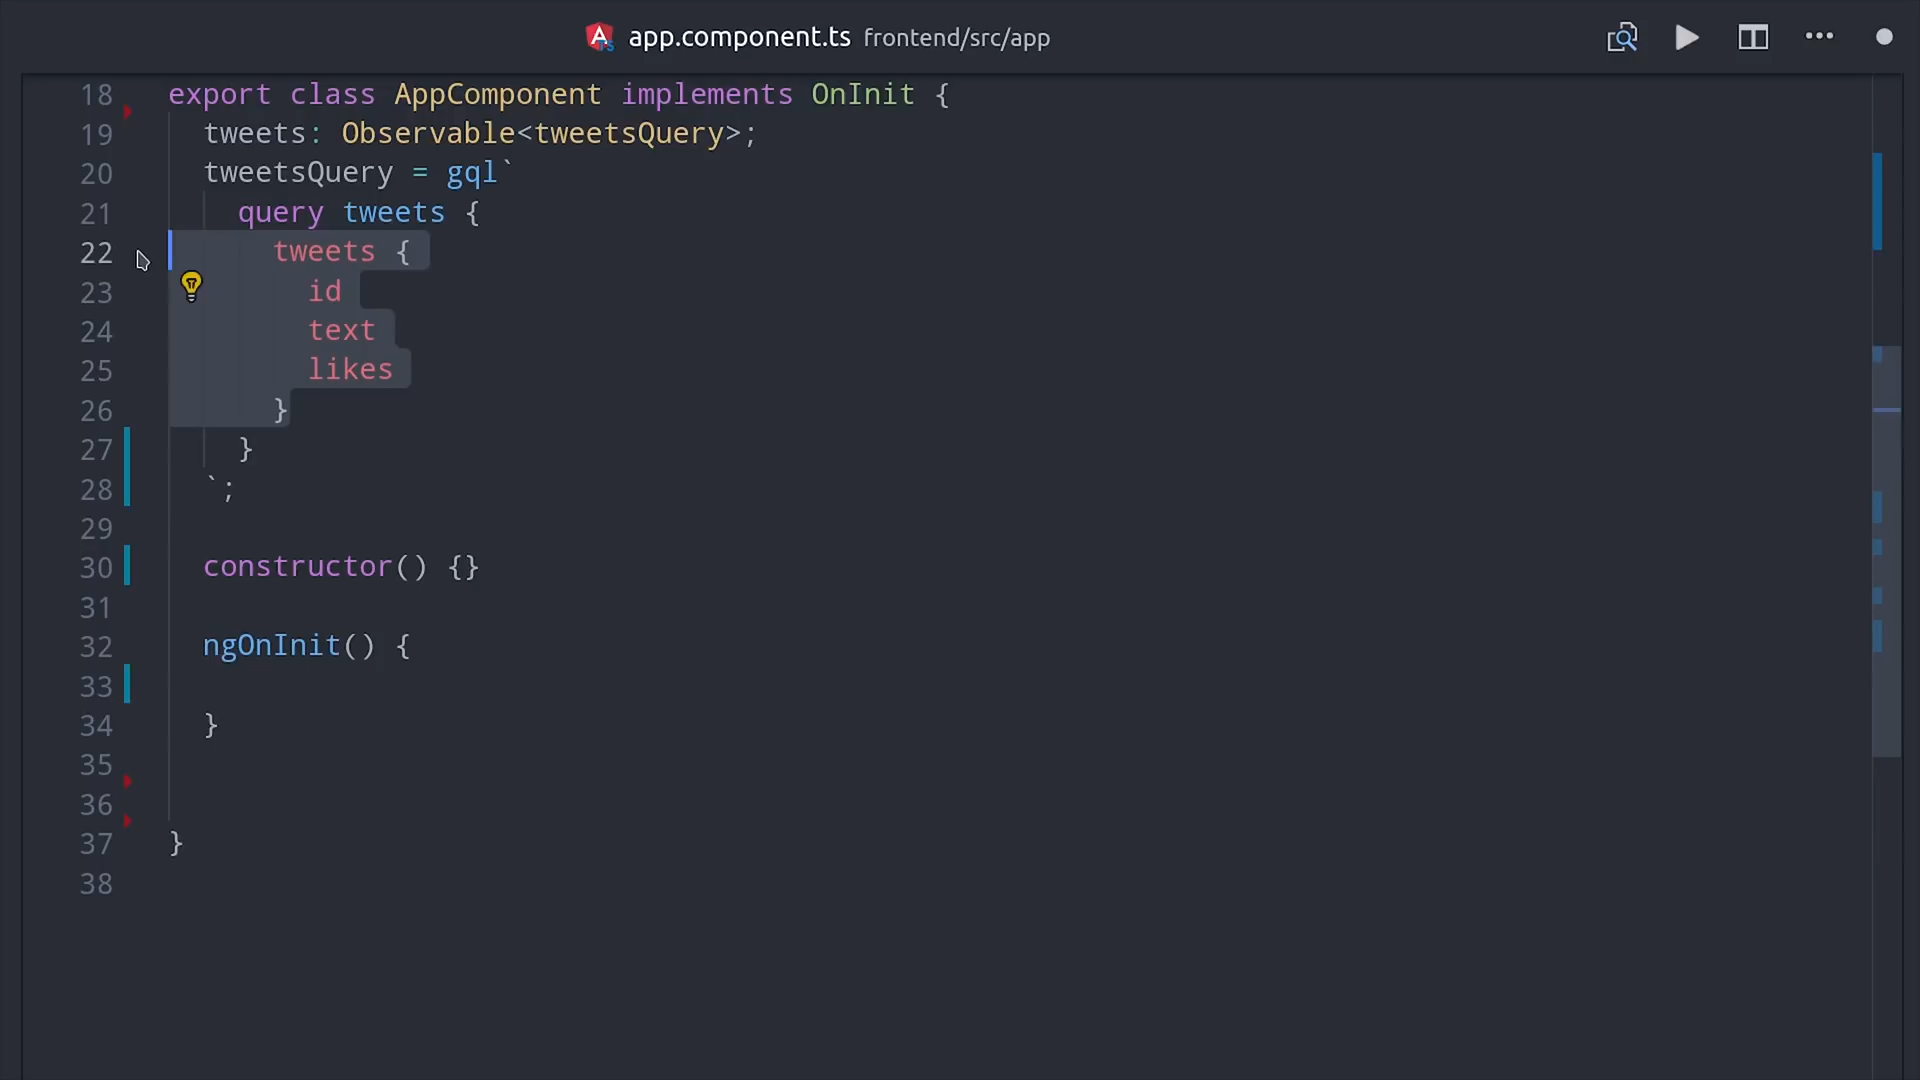 app.component.ts frontend/src/app
18 export class AppComponent implements OnInit {
19 tweets: Observable<tweetsQuery>;
20 tweetsQuery = gql`
21 query tweets {
22 tweets {
23 id
24 text
25 likes
26 }
27 }
28 `;
29
30 constructor() {}
31
32 ngOnInit() {
33
34 }
35
36
37 }
38